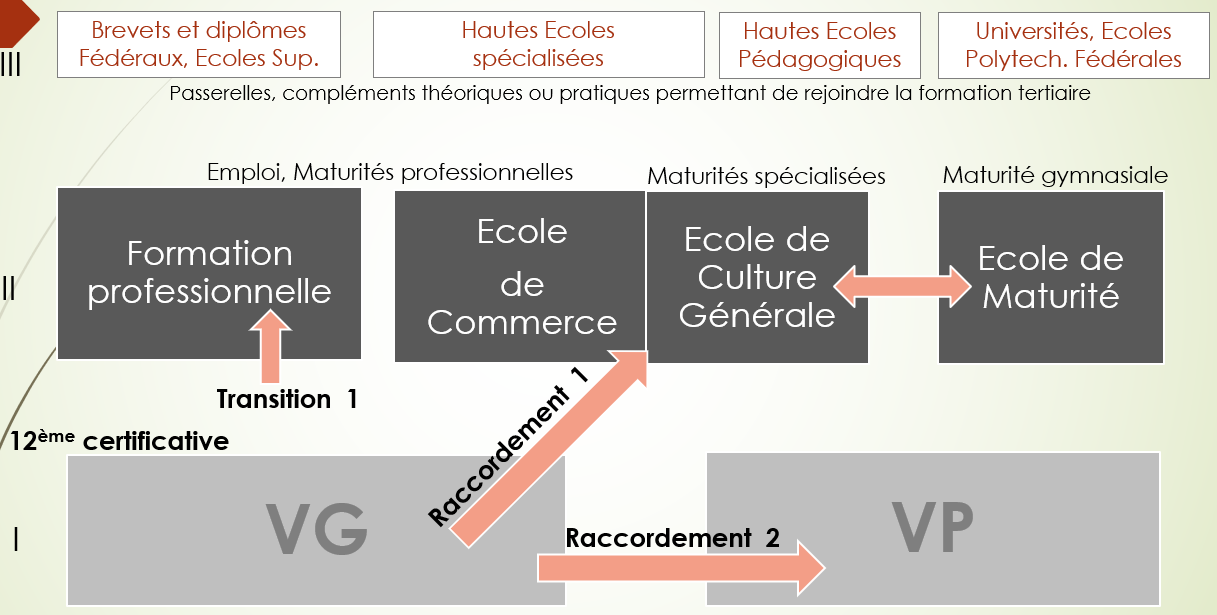 Brevets et diplômes
Fédéraux, Ecoles Sup.
Hautes Ecoles
spécialisées
Hautes Ecoles
Pédagogiques
Universités, Ecoles
Polytech. Fédérales
III
Passerelles, compléments théoriques ou pratiques permettant de rejoindre la formation tertiaire
Emploi, Maturités professionnelles
Maturités spécialisées
Maturité gymnasiale
Formation
professionnelle
Ecole
de
Commerce
Ecole de
Culture
Générale
Ecole de
Maturité
II
Transition 1
Raccordement 1
12ème certificative
VG
Raccordement 2
VP
I